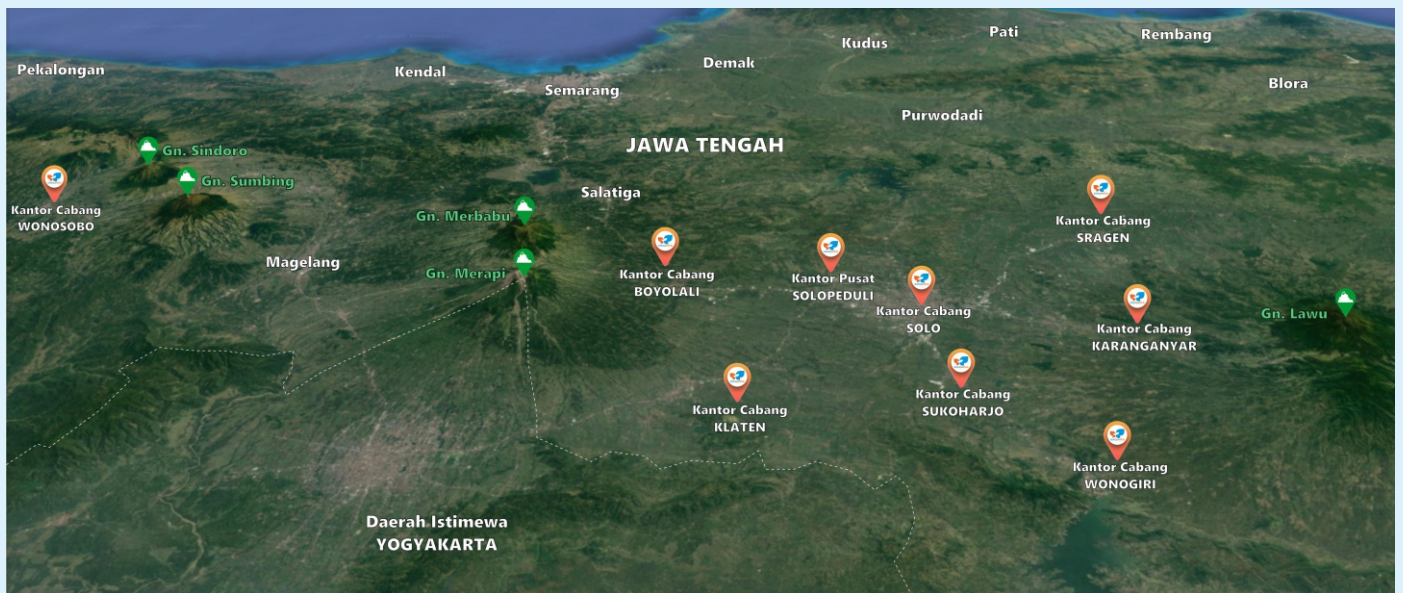 Pekalongan
Kendal
Semarang
Demak
Kudus
Pati
Rembang
Blora
Purwodadi
JAWA TENGAH
Gn. Sindoro
Gn. Sumbing
Kantor Cabang
WONOSOBO
Salatiga
Gn. Merbabu
Magelang
Gn. Merapi
Kantor Cabang
BOYOLALI
Kantor Pusat
SOLOPEDULI
Kantor Cabang
SOLO
Kantor Cabang
SRAGEN
Kantor Cabang
KARANGANYAR
Gn. Lawu
Kantor Cabang
KLATEN
Kantor Cabang
SUKOHARJO
Kantor Cabang
WONOGIRI
Daerah Istimewa
YOGYAKARTA